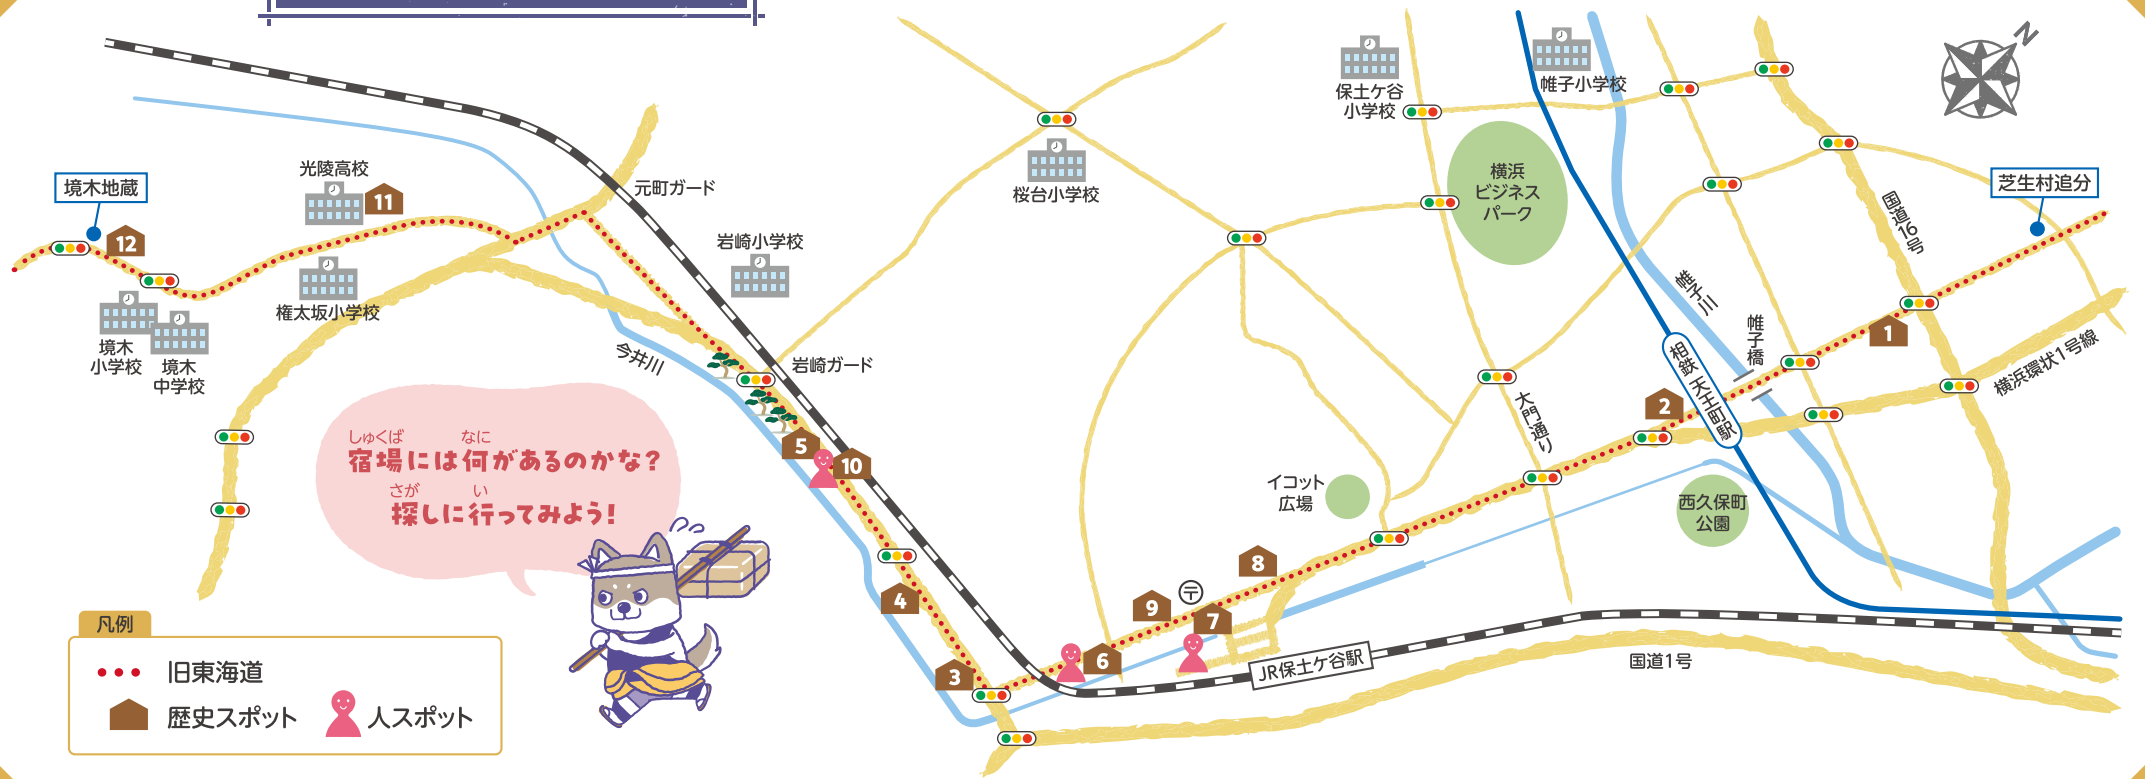 N
保土ケ谷
小学校
帷子小学校
横浜
ビジネス
パーク
国道16号
芝生村追分
境木地蔵
12
光陵高校
11
元町ガード
桜台小学校
岩崎小学校
権太坂小学校
境木
小学校
境木
中学校
今井川
岩崎ガード
帷子川
帷子橋
1
横浜環状1号線
相鉄 天王町駅
2
大門通り
5
10
イコット
広場
西久保町
公園
8
〒
9
7
4
6
3
JR保土ケ谷駅
国道1号
しゅくば なに
宿場には何があるのかな?
さが い
探しに行ってみよう!
凡例
旧東海道
歴史スポット
人スポット